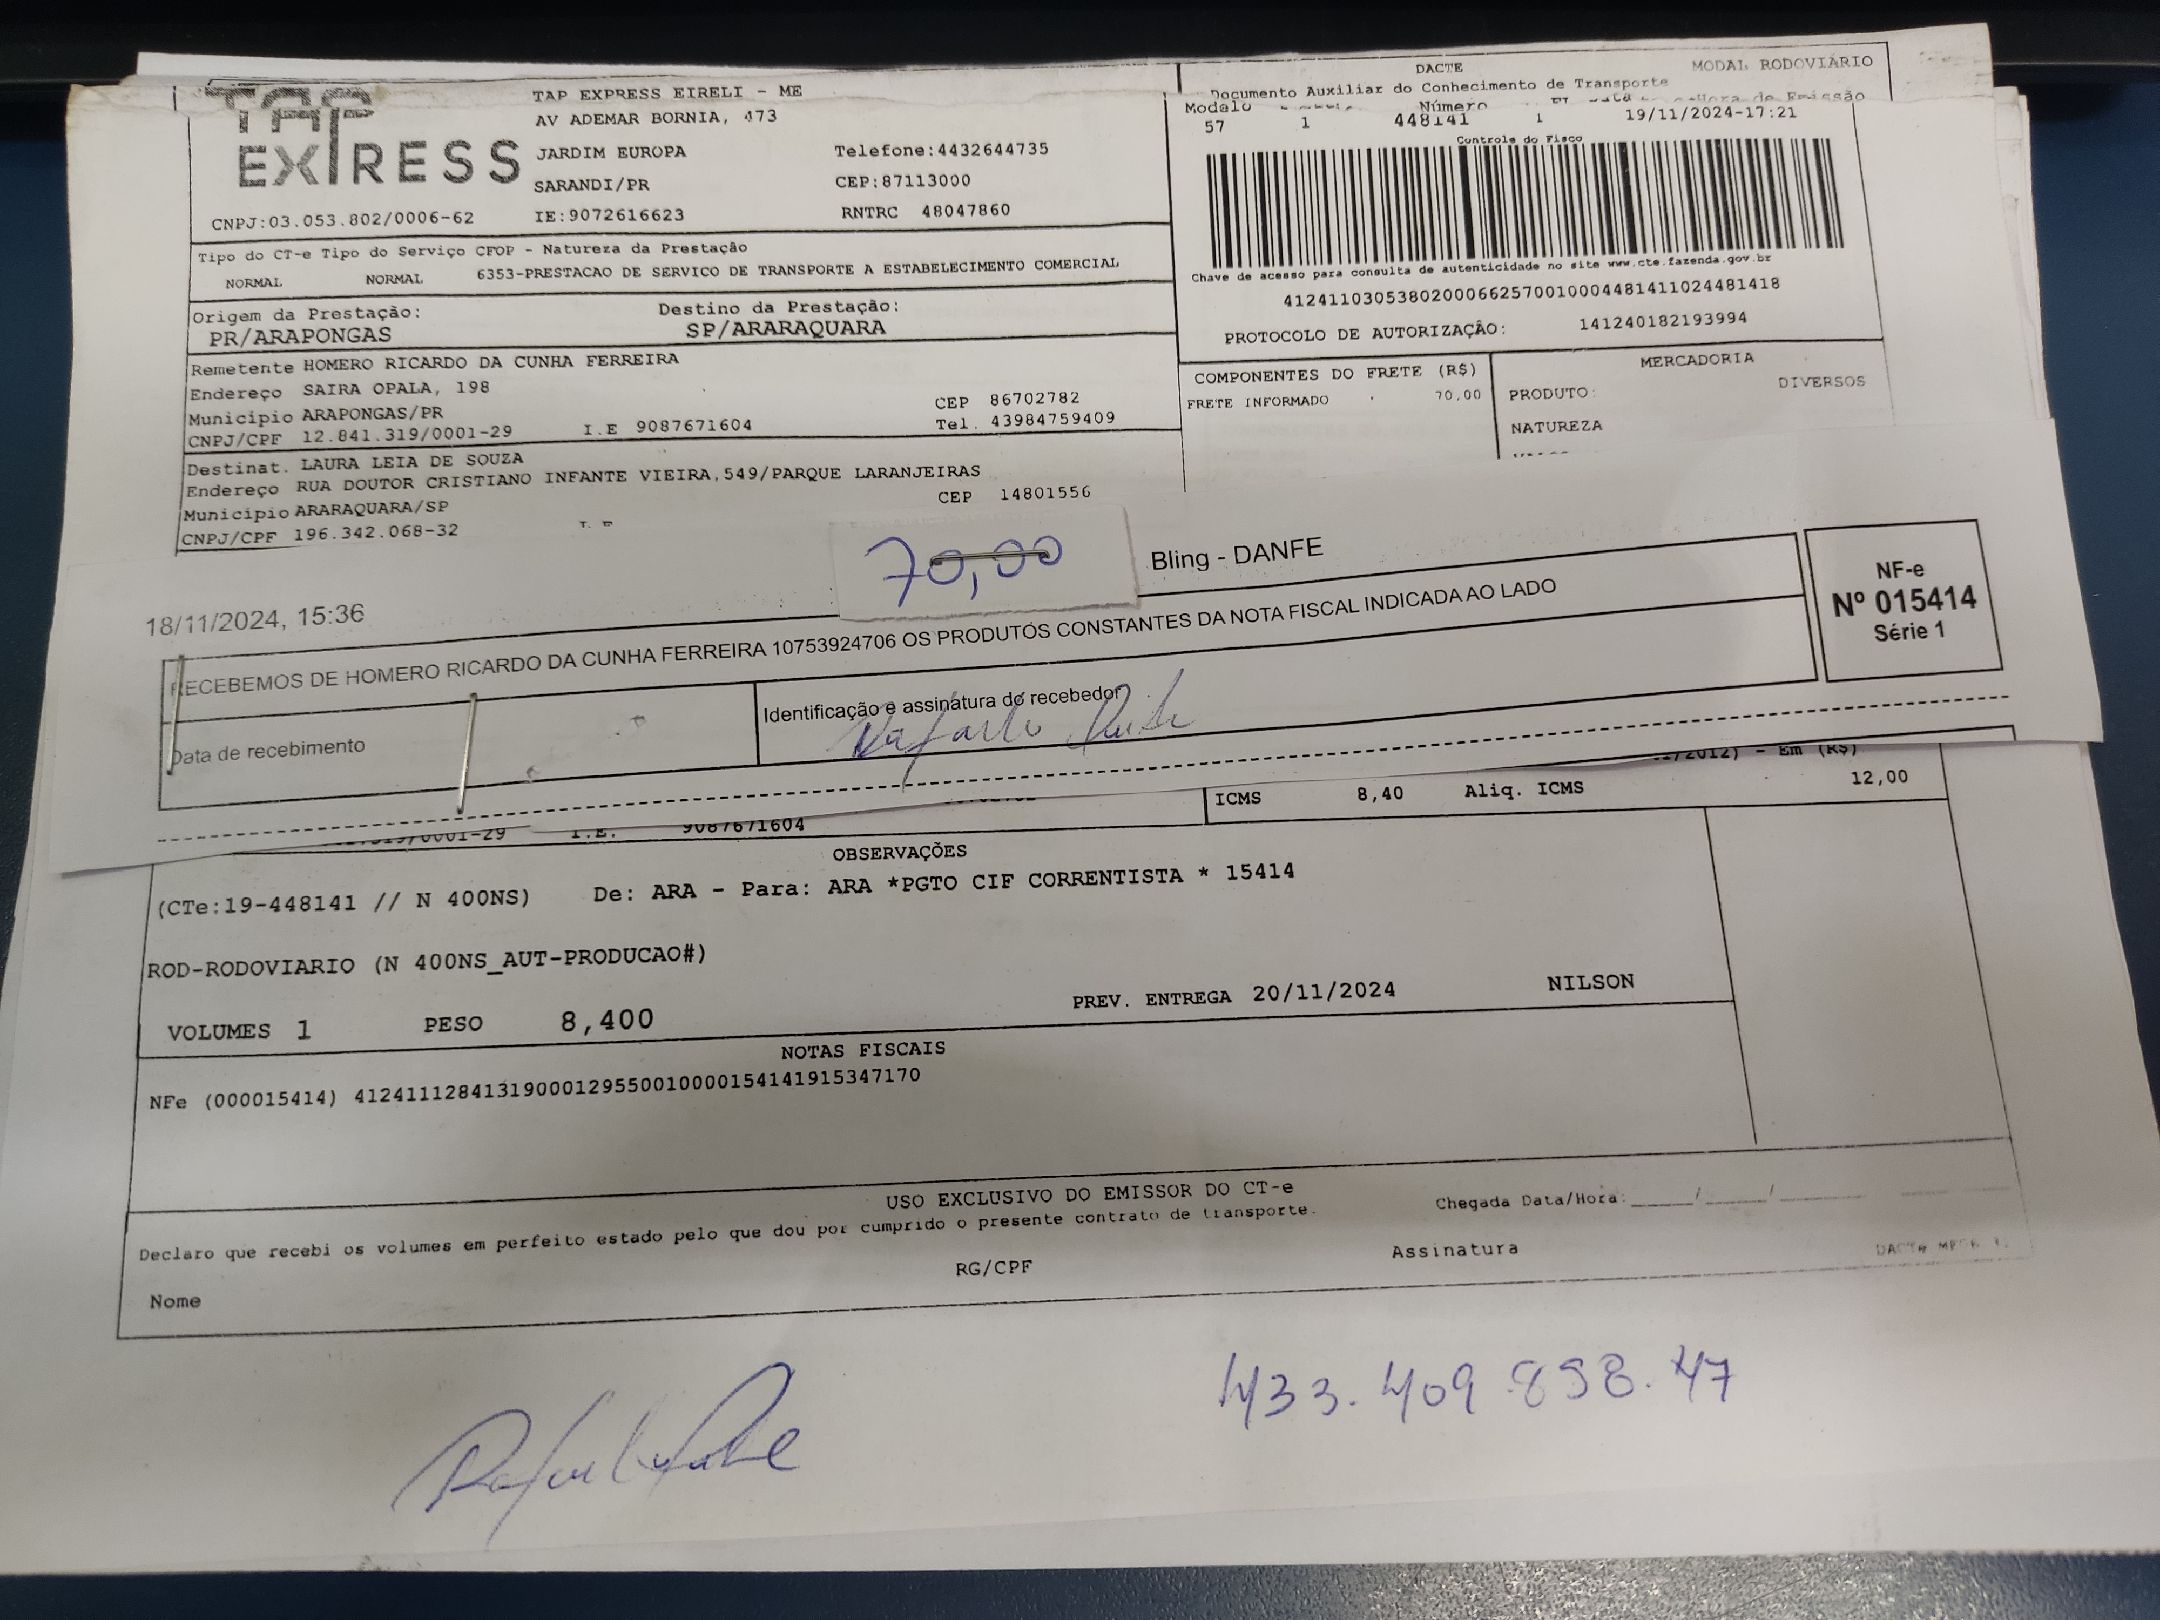 TAP EXPRESS
TAP EXPRESS EIRELI - ME
AV ADEMAR BORNIA, 473
JARDIM EUROPA Telefone:4432644735
SARANDI/PR CEP:87113000
CNPJ:03.053.802/0006-62 IE:9072616623 RNTRC 48047860
DACTE MODAL RODOVIÁRIO
Documento Auxiliar do Conhecimento de Transporte
Modelo Número Hora de Emissão
57 1 448141 1 19/11/2024-17:21
Controle do Fisco
Chave de acesso para consulta de autenticidade no site www.cte.fazenda.gov.br
41241103053802000662570010004481411024481418
PROTOCOLO DE AUTORIZAÇÃO: 141240182193994
Tipo do CT-e Tipo do Serviço CFOP - Natureza da Prestação
NORMAL NORMAL 6353-PRESTACAO DE SERVIÇO DE TRANSPORTE A ESTABELECIMENTO COMERCIAL
Origem da Prestação: Destino da Prestação:
PR/ARAPONGAS SP/ARARAQUARA
Remetente HOMERO RICARDO DA CUNHA FERREIRA
Endereço SAIRA OPALA, 198
Município ARAPONGAS/PR CEP 86702782
CNPJ/CPF 12.841.319/0001-29 I.E 9087671604 Tel. 43984759409
COMPONENTES DO FRETE (R$)
FRETE INFORMADO 70,00
MERCADORIA
PRODUTO: DIVERSOS
NATUREZA
Destinat. LAURA LEIA DE SOUZA
Endereço RUA DOUTOR CRISTIANO INFANTE VIEIRA,549/PARQUE LARANJEIRAS
Município ARARAQUARA/SP CEP 14801556
CNPJ/CPF 196.342.068-32
70,00
18/11/2024, 15:36 Bling - DANFE
RECEBEMOS DE HOMERO RICARDO DA CUNHA FERREIRA 10753924706 OS PRODUTOS CONSTANTES DA NOTA FISCAL INDICADA AO LADO
NF-e
Nº 015414
Série 1
Data de recebimento
Identificação e assinatura do recebedor
/2012) - Em (R$)
ICMS 8,40 Aliq. ICMS 12,00
/0001-29 I.E. 9087671604
OBSERVAÇÕES
(CTe:19-448141 // N 400NS) De: ARA - Para: ARA *PGTO CIF CORRENTISTA * 15414
ROD-RODOVIARIO (N 400NS_AUT-PRODUCAO#)
VOLUMES 1 PESO 8,400 PREV. ENTREGA 20/11/2024 NILSON
NOTAS FISCAIS
NFe (000015414) 41241112841319000129550010000154141915347170
USO EXCLUSIVO DO EMISSOR DO CT-e
Declaro que recebi os volumes em perfeito estado pelo que dou por cumprido o presente contrato de transporte.
Chegada Data/Hora:_____/_____/_______
Nome RG/CPF Assinatura
433.409.898.47